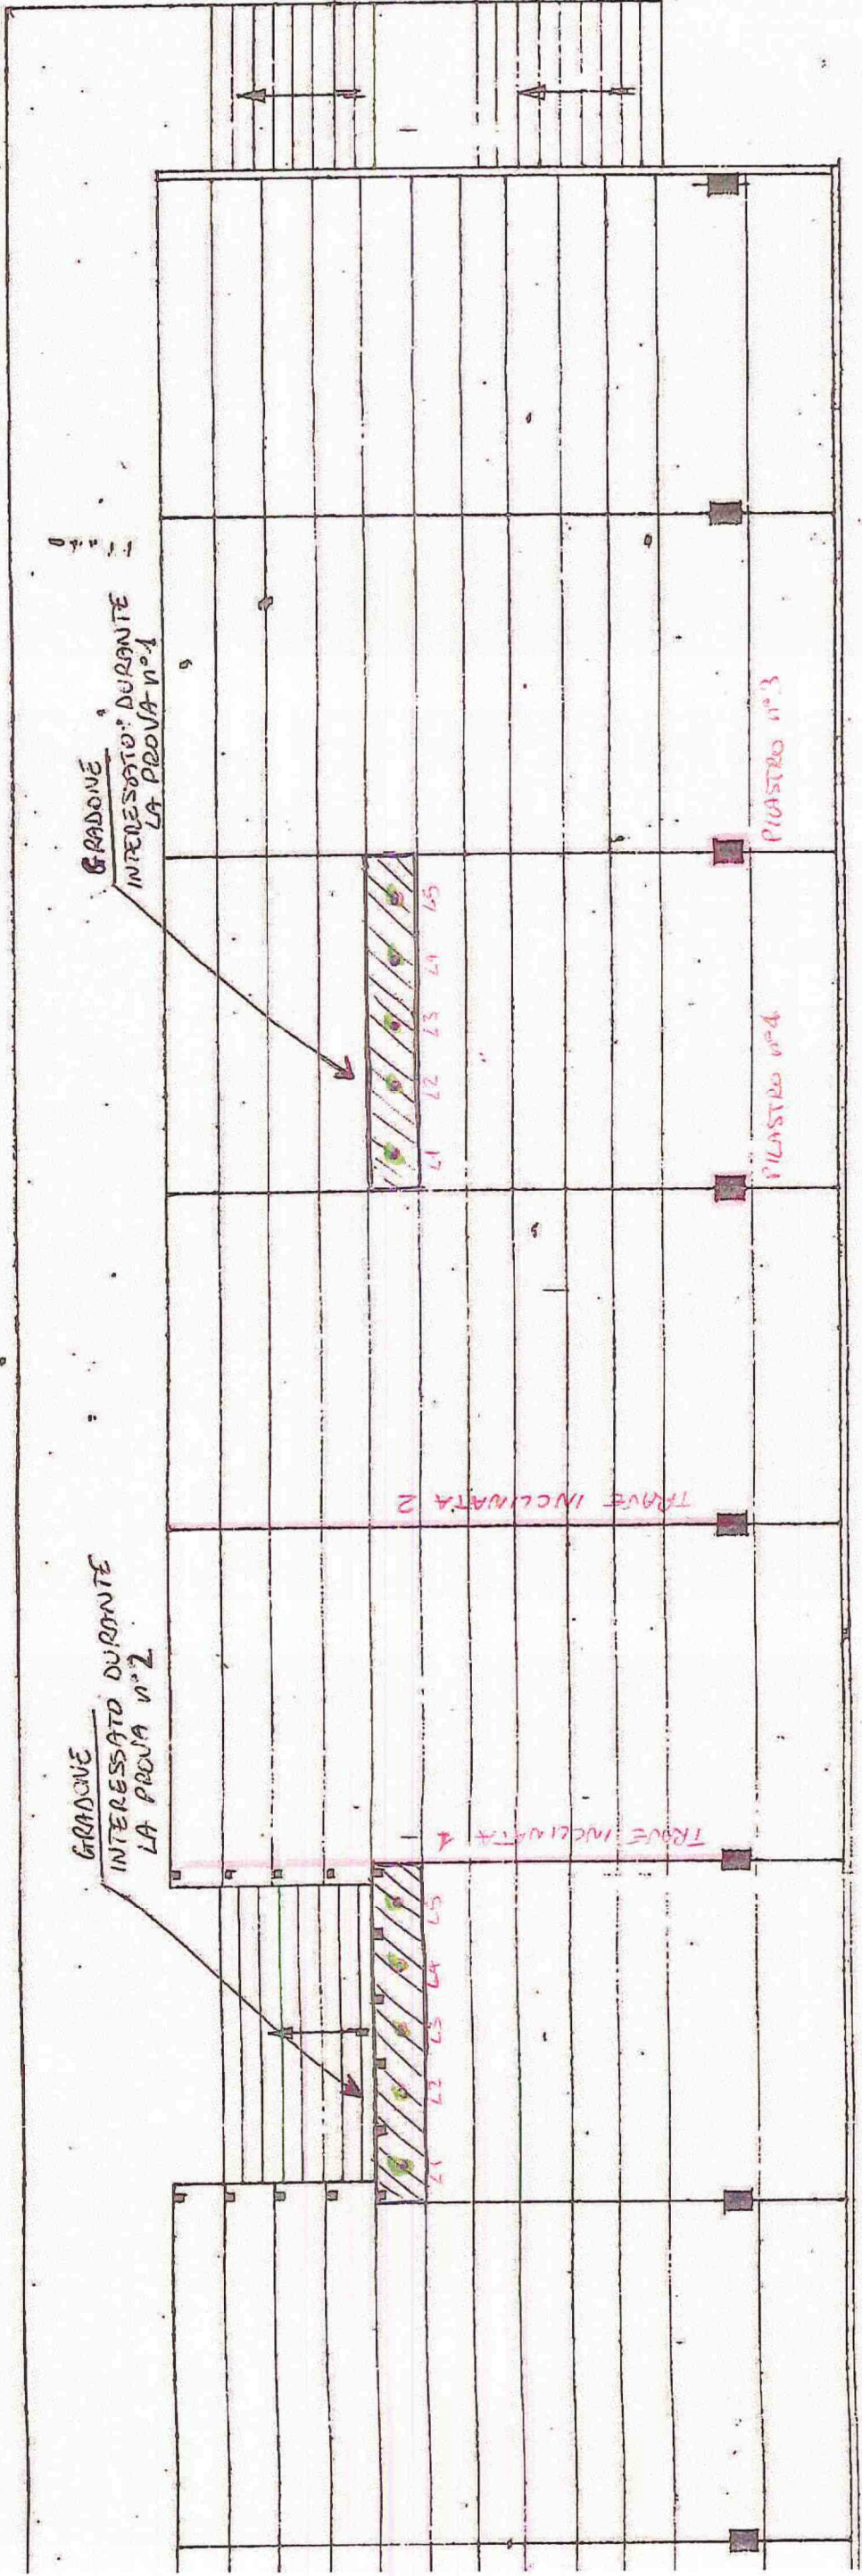 GRADONE
INTERESSATO DURANTE
LA PROVA n°2
GRADONE
INTERESSATO DURANTE
LA PROVA n°1
L1 L2 L3 L4 L5
L1 L2 L3 L4 L5
TRAVE INCLINATA 1
TRAVE INCLINATA 2
PILASTRO n°4
PILASTRO n°3